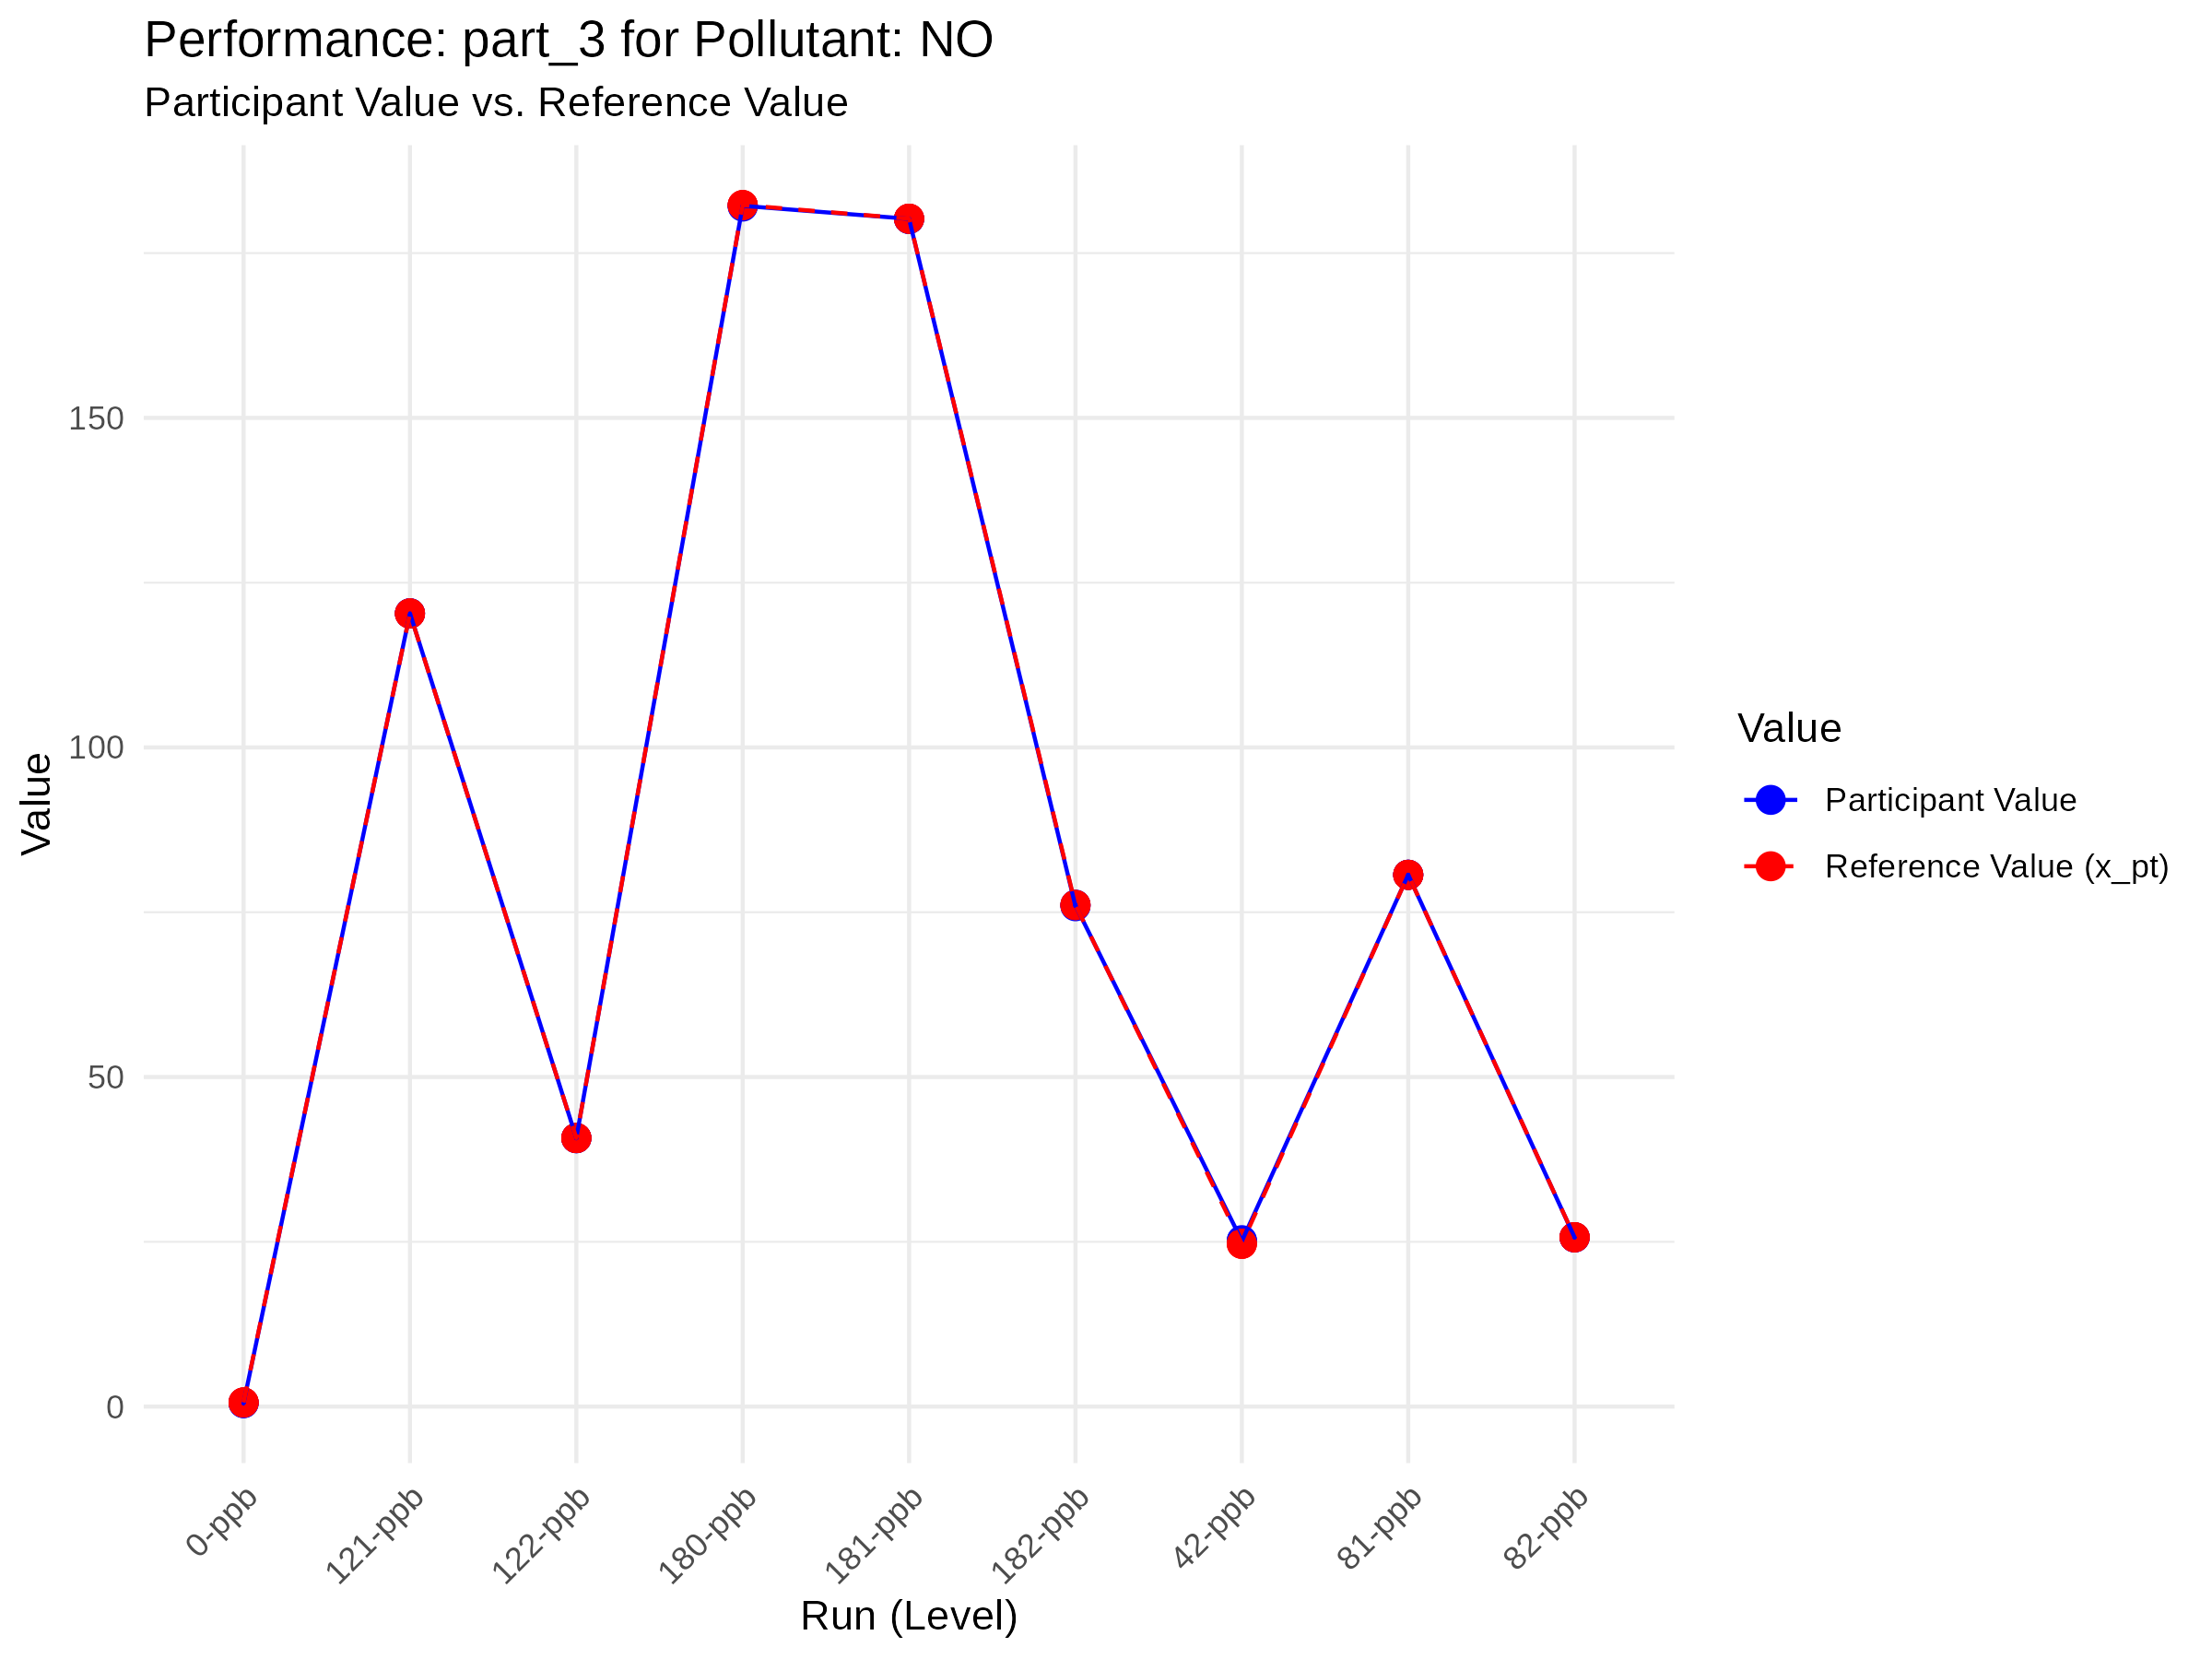 Performance: part_3 for Pollutant: NO
Participant Value vs. Reference Value
150
100
50
0
Value
0-ppb
121-ppb
122-ppb
180-ppb
181-ppb
182-ppb
42-ppb
81-ppb
82-ppb
Run (Level)
Value
Participant Value
Reference Value (x_pt)